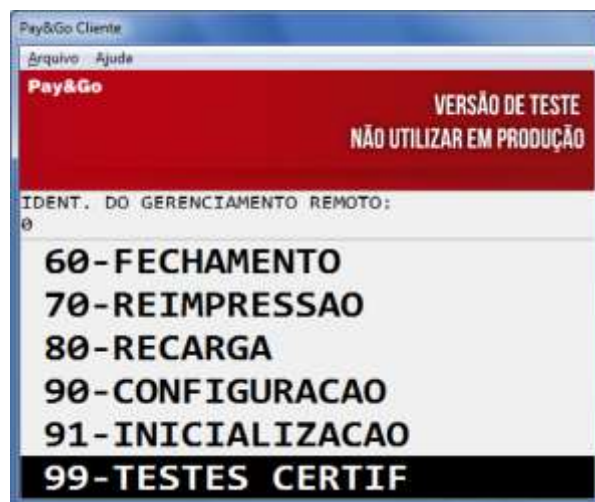 Pay&Go Cliente
Arquivo Ajuda
Pay&Go
VERSÃO DE TESTE
NÃO UTILIZAR EM PRODUÇÃO
IDENT. DO GERENCIAMENTO REMOTO:
0
60-FECHAMENTO
70-REIMPRESSAO
80-RECARGA
90-CONFIGURACAO
91-INICIALIZACAO
99-TESTES CERTIF